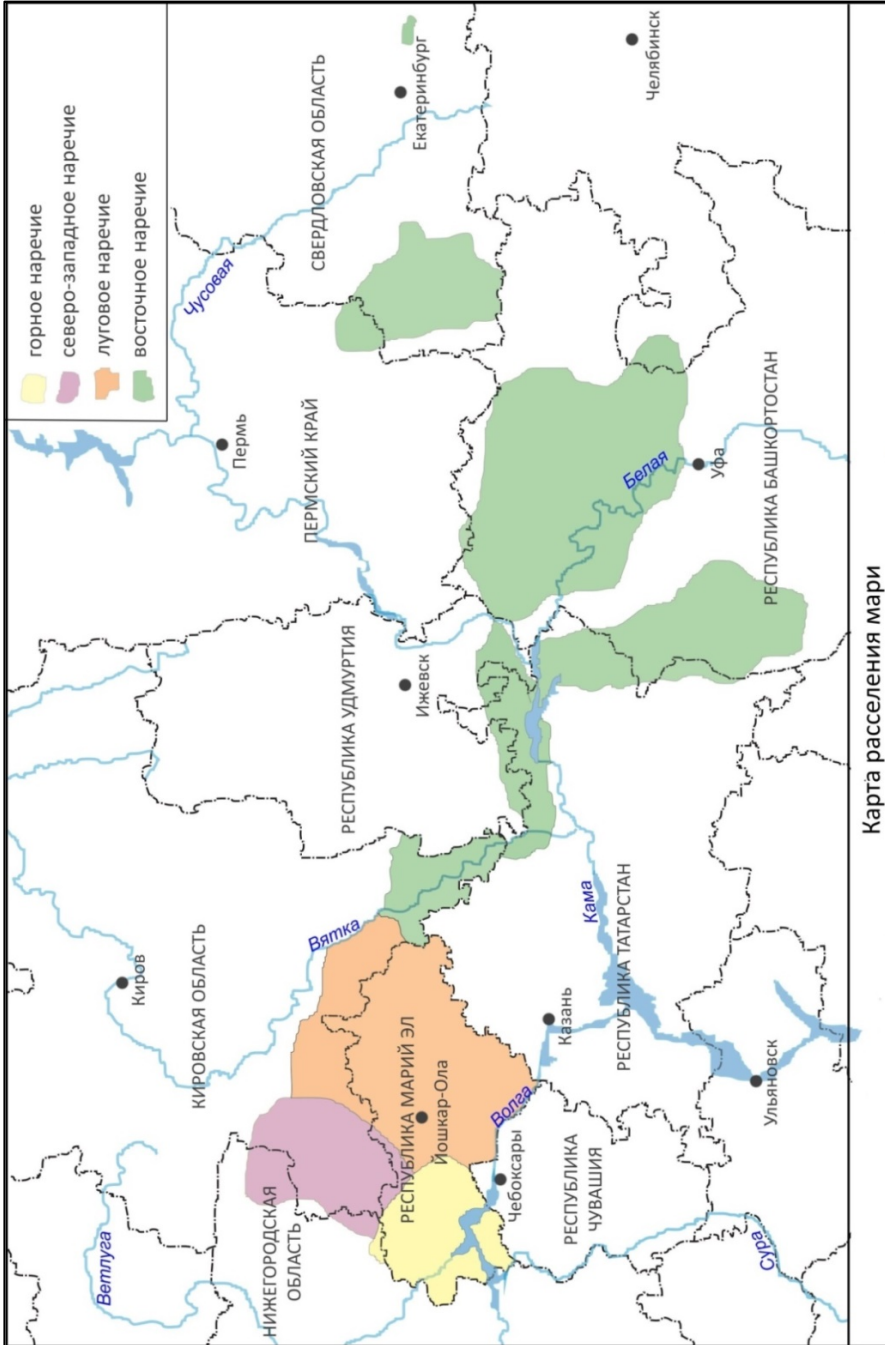 горное наречие
северо-западное наречие
луговое наречие
восточное наречие
Ветлуга
НИЖЕГОРОДСКАЯ
ОБЛАСТЬ
КИРОВСКАЯ ОБЛАСТЬ
Киров
Вятка
РЕСПУБЛИКА МАРИЙ ЭЛ
Йошкар-Ола
Волга
Чебоксары
РЕСПУБЛИКА
ЧУВАШИЯ
Сура
Казань
РЕСПУБЛИКА ТАТАРСТАН
Кама
Ульяновск
РЕСПУБЛИКА УДМУРТИЯ
Ижевск
ПЕРМСКИЙ КРАЙ
Пермь
Чусовая
СВЕРДЛОВСКАЯ ОБЛАСТЬ
Екатеринбург
Челябинск
Белая
Уфа
РЕСПУБЛИКА БАШКОРТОСТАН
Карта расселения мари